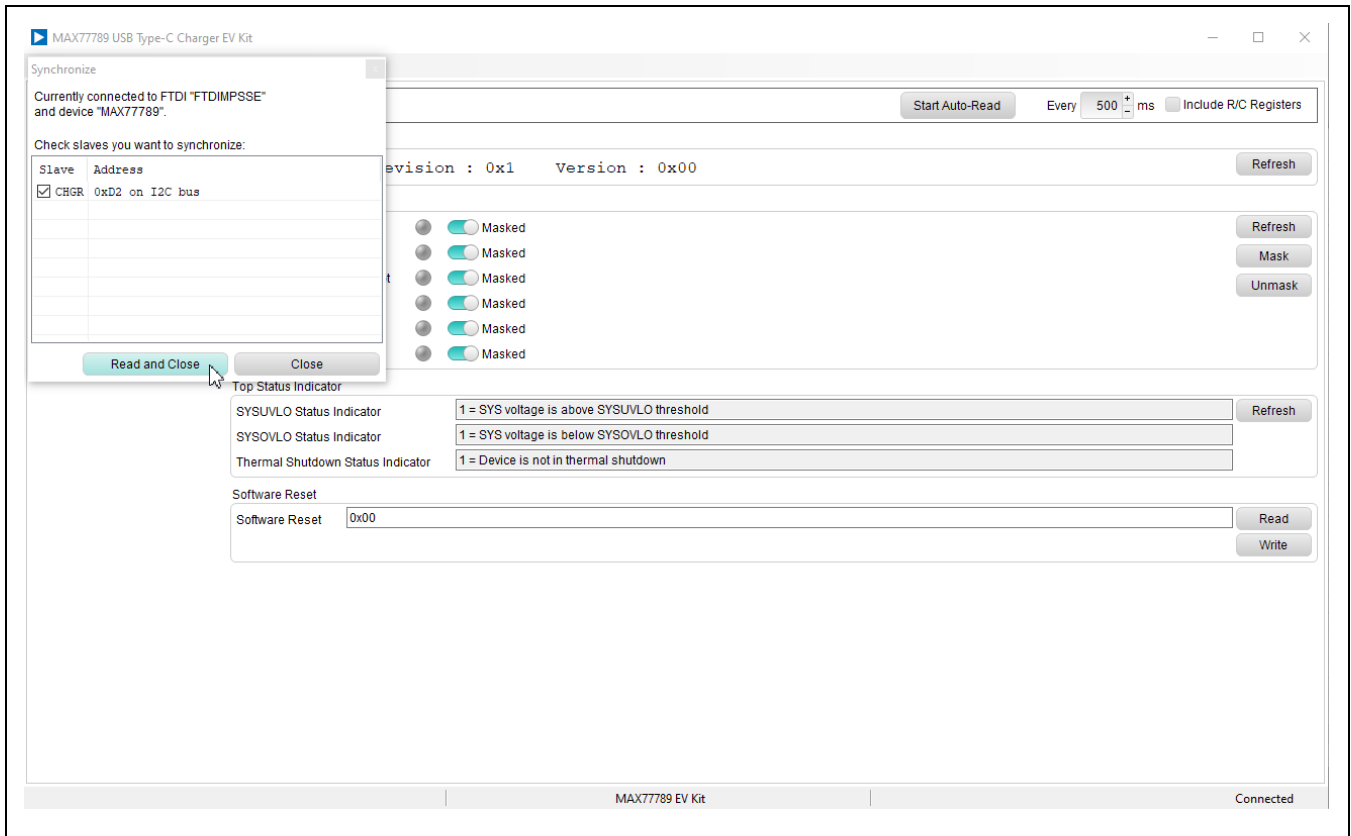 MAX77789 USB Type-C Charger EV Kit
Synchronize
Currently connected to FTDI "FTDIMPSSE"
and device "MAX77789".
Check slaves you want to synchronize:
Slave Address
CHGR 0xD2 on I2C bus
Read and Close Close
Start Auto-Read Every 500 + - ms Include R/C Registers
evision : 0x1 Version : 0x00 Refresh
Masked Refresh
Masked Mask
t Masked Unmask
Masked
Masked
Masked
Top Status Indicator
SYSUVLO Status Indicator 1 = SYS voltage is above SYSUVLO threshold Refresh
SYSOVLO Status Indicator 1 = SYS voltage is below SYSOVLO threshold
Thermal Shutdown Status Indicator 1 = Device is not in thermal shutdown
Software Reset
Software Reset 0x00 Read
Write
MAX77789 EV Kit Connected